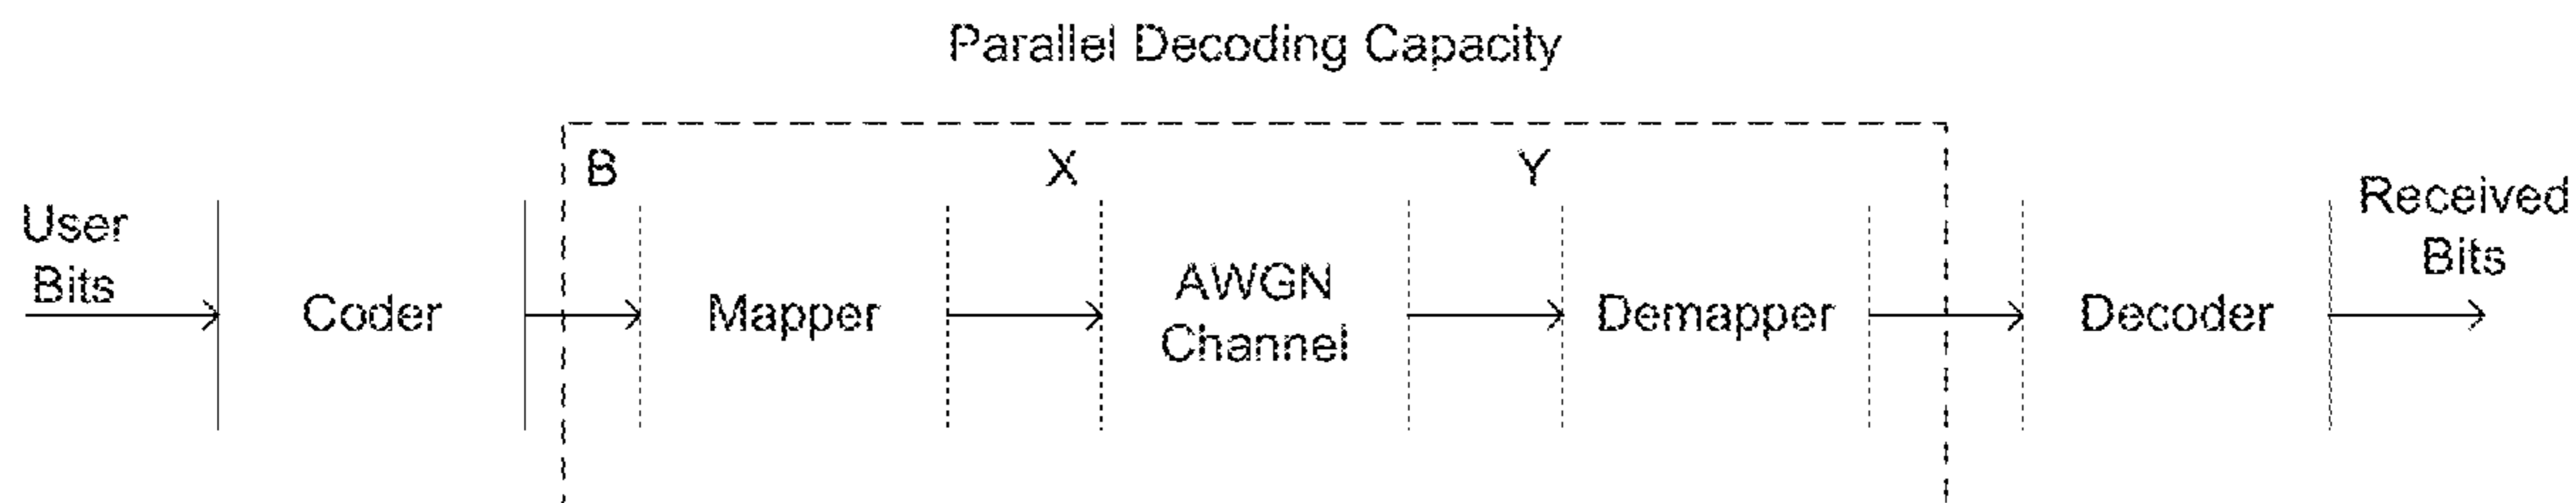 Parallel Decoding Capacity
B
X
Y
User
Bits
Coder
Mapper
AWGN
Channel
Demapper
Decoder
Received
Bits